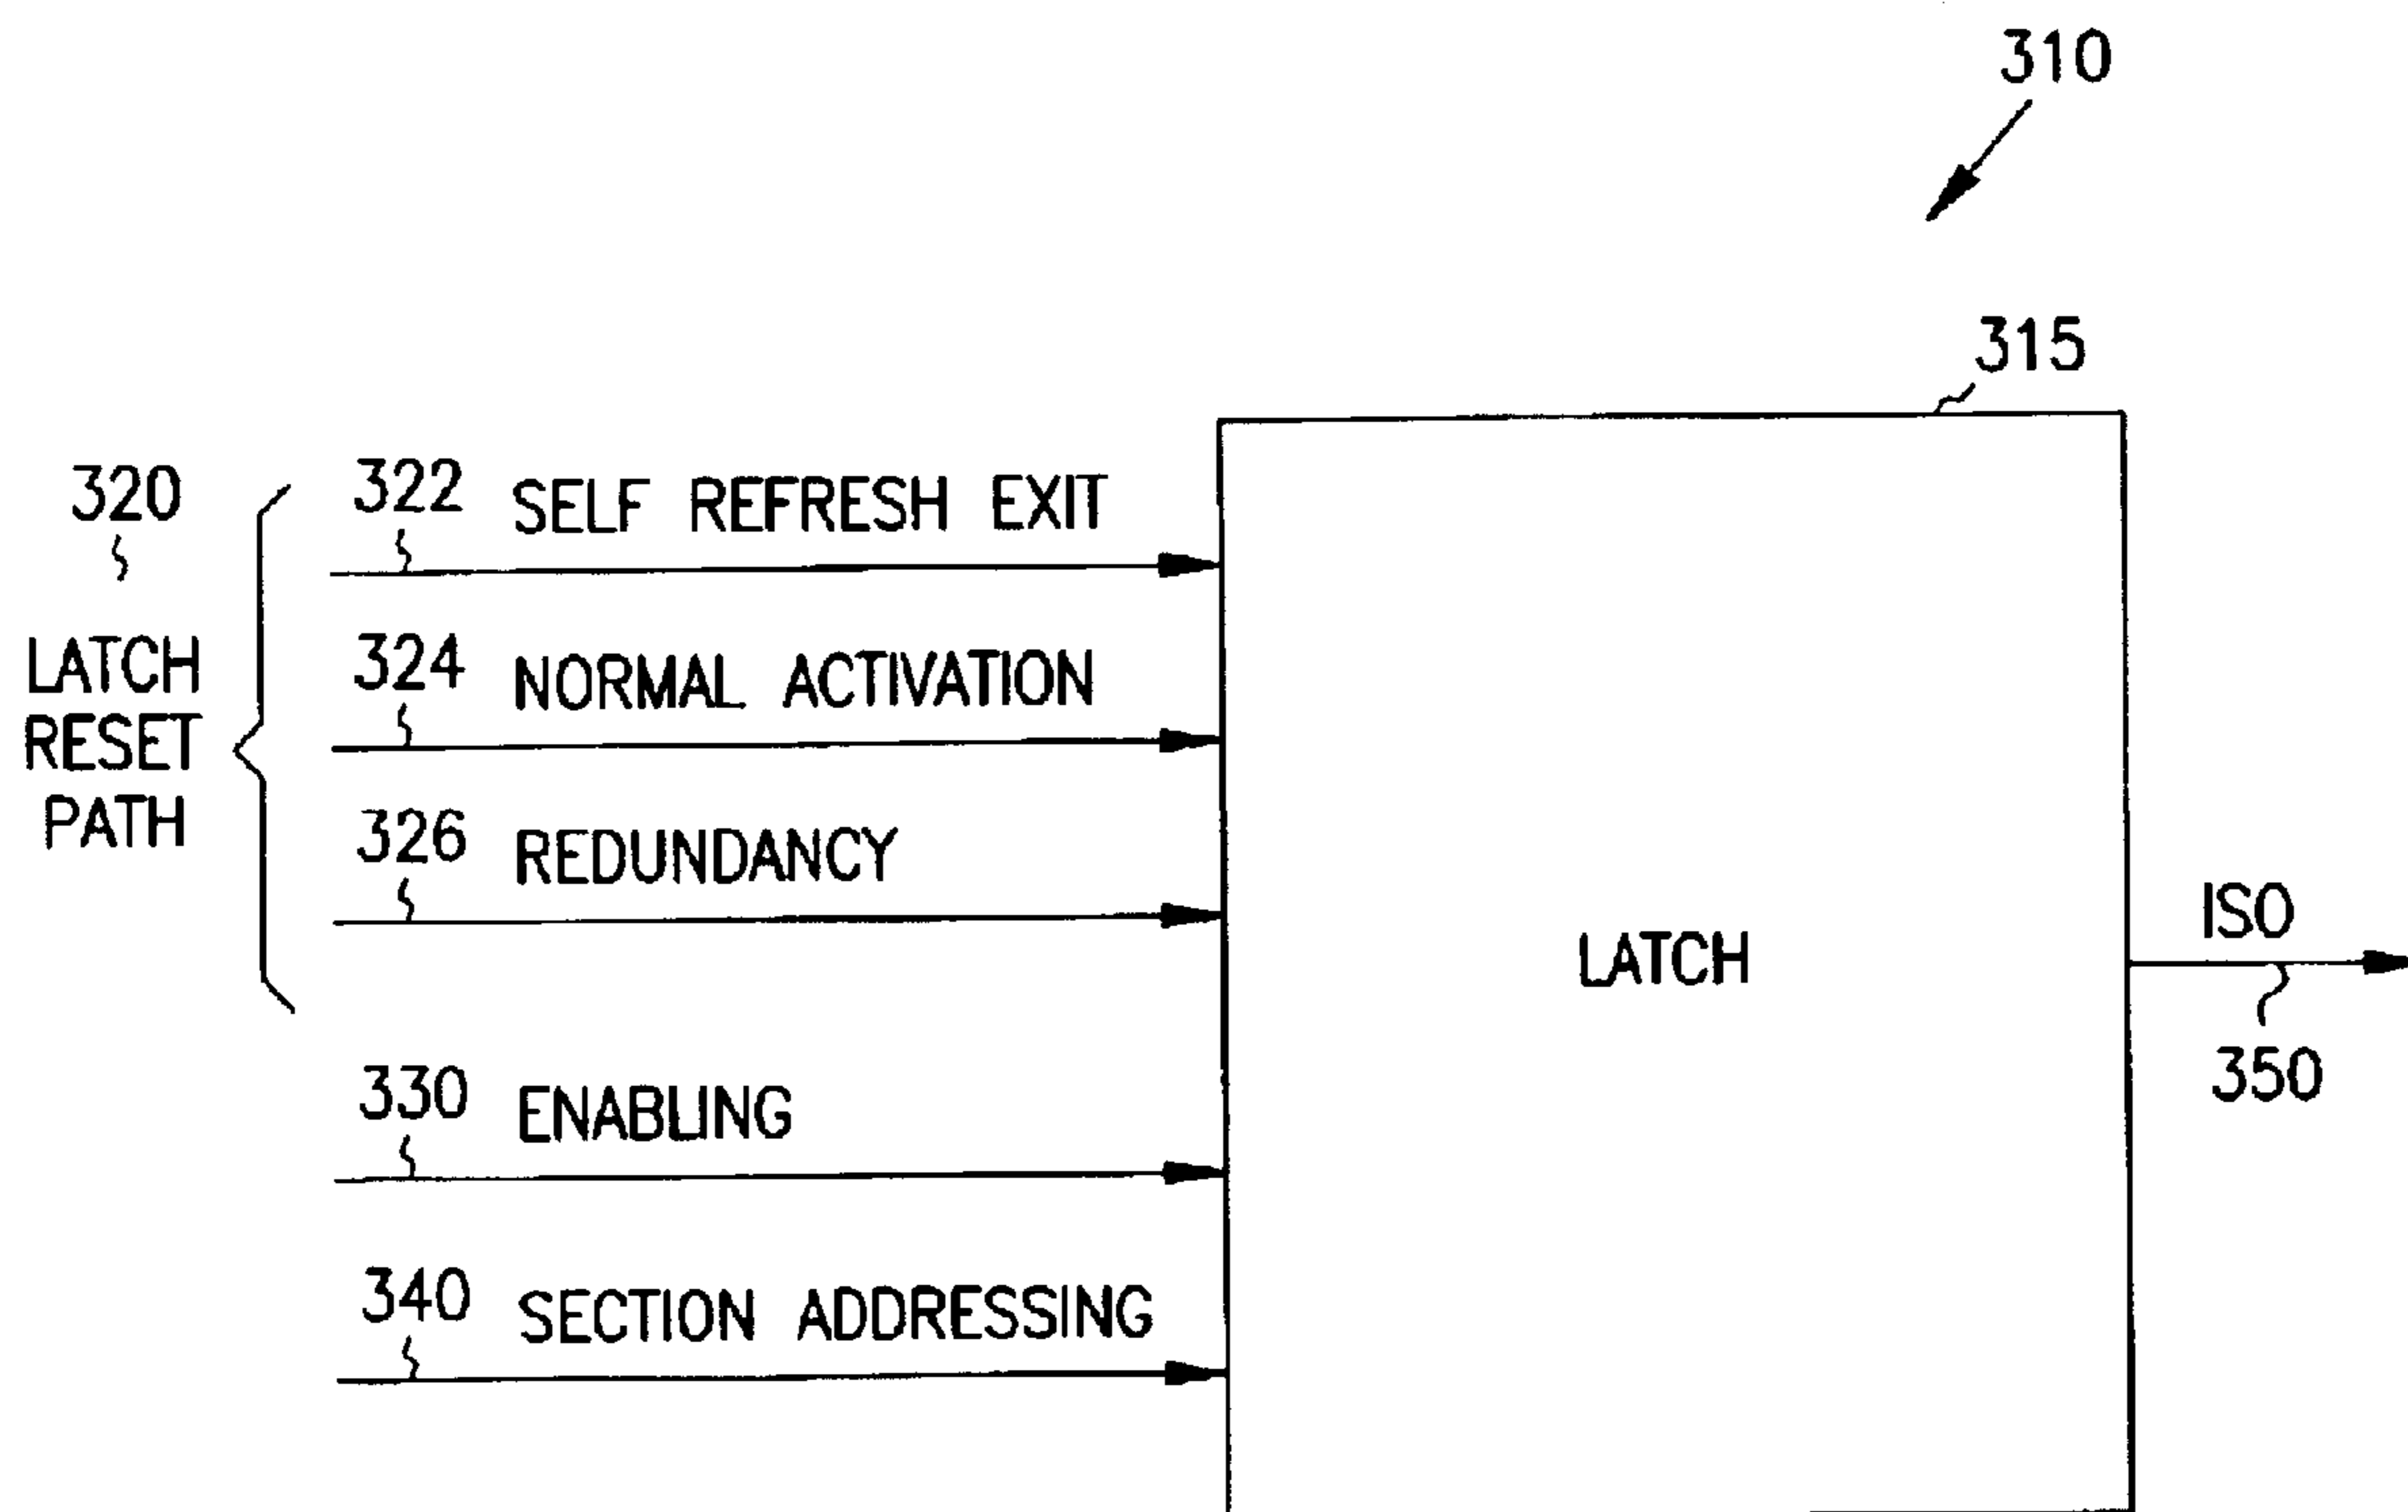 310
315
320
LATCH
RESET
PATH
322 SELF REFRESH EXIT
324 NORMAL ACTIVATION
326 REDUNDANCY
330 ENABLING
340 SECTION ADDRESSING
LATCH
ISO
350